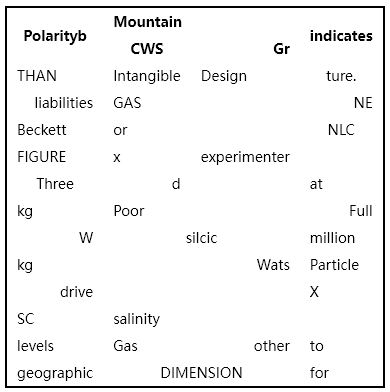 Polarityb Mountain indicates
CWS Gr
THAN Intangible Design ture.
liabilities GAS NE
Beckett or NLC
FIGURE x experimenter
Three d at
kg Poor Full
W silcic million
kg Wats Particle
drive X
SC salinity
levels Gas other to
geographic DIMENSION for